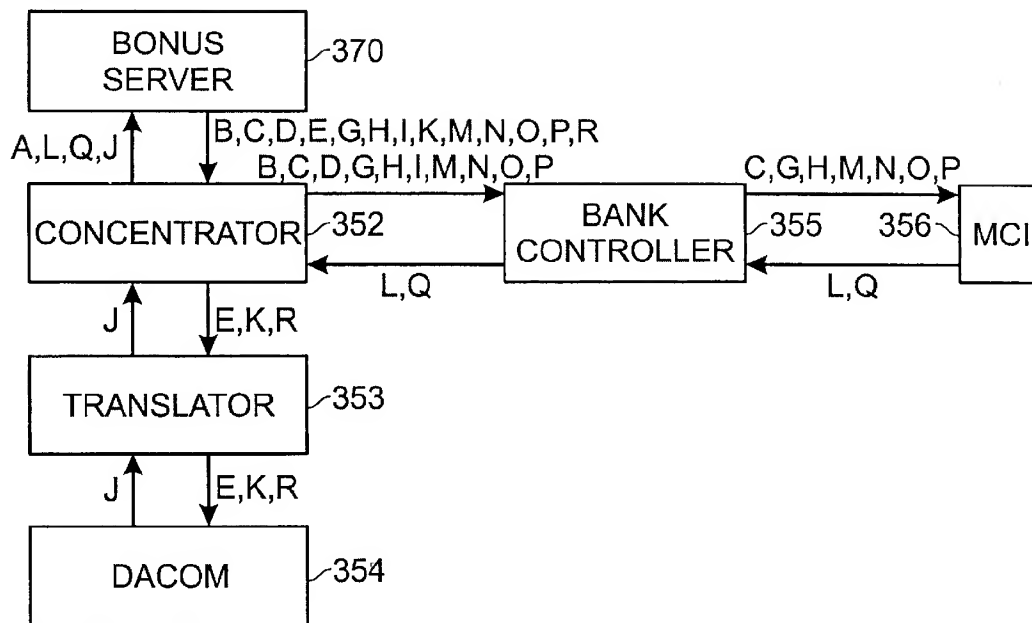 BONUS
SERVER
370
A,L,Q,J
B,C,D,E,G,H,I,K,M,N,O,P,R
B,C,D,G,H,I,M,N,O,P
C,G,H,M,N,O,P
CONCENTRATOR
352
BANK
CONTROLLER
355
356
MCI
L,Q
L,Q
J
E,K,R
TRANSLATOR
353
J
E,K,R
DACOM
354